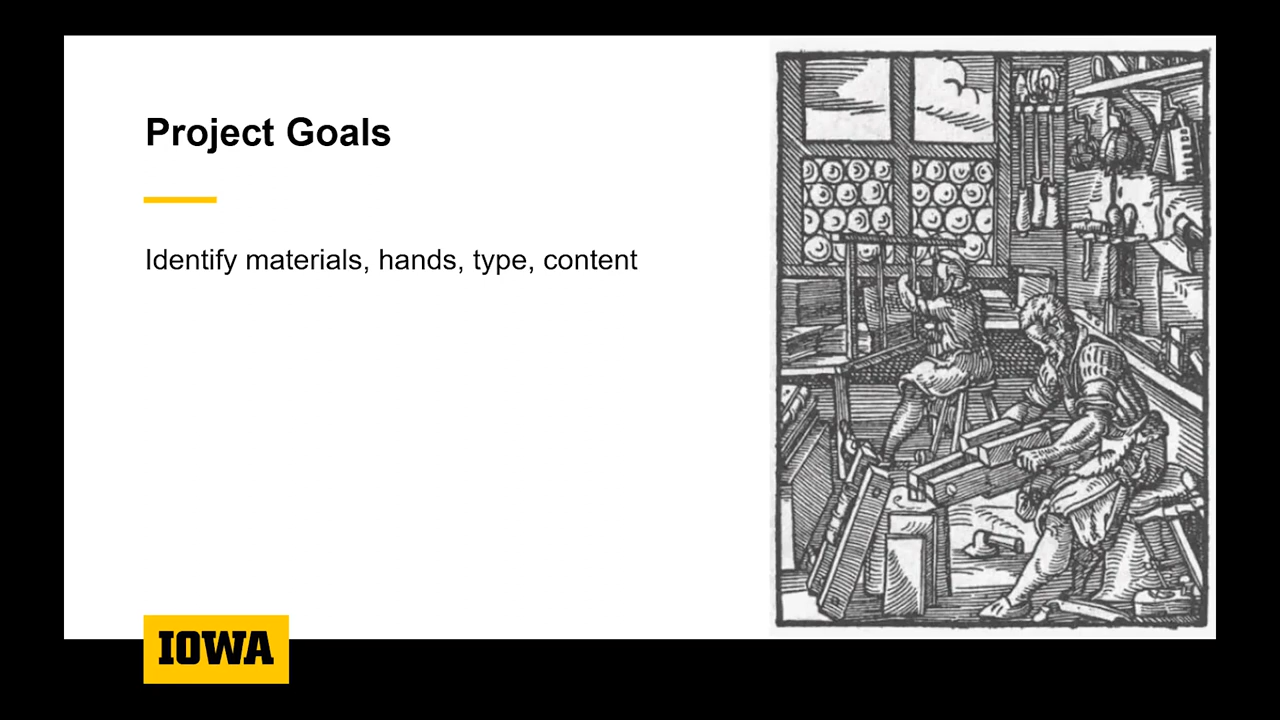 Project Goals
Identify materials, hands, type, content
IOWA